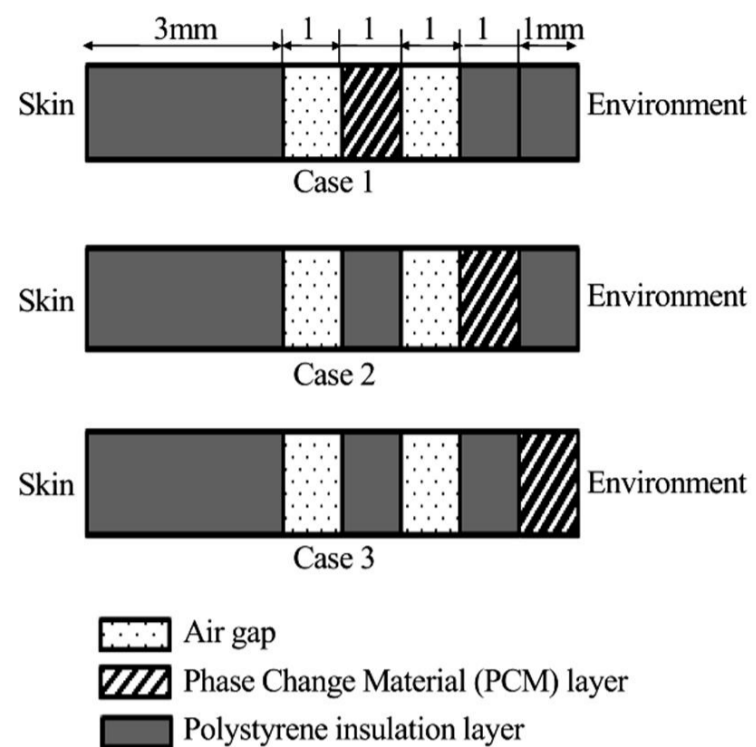 3mm 1 1 1 1 1mm
Skin Environment
Case 1
Skin Environment
Case 2
Skin Environment
Case 3
Air gap
Phase Change Material (PCM) layer
Polystyrene insulation layer